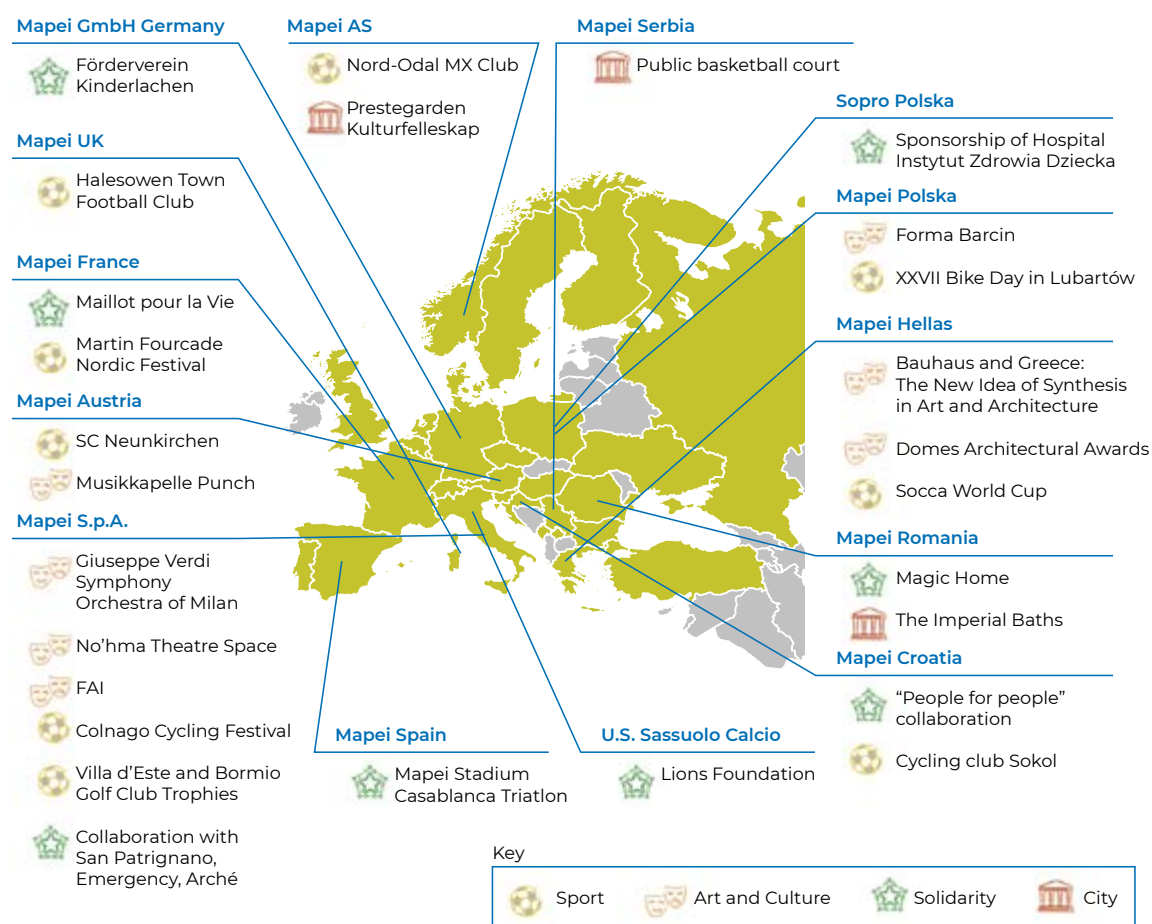 Mapei GmbH Germany
Förderverein
Kinderlachen
Mapei UK
Halesowen Town
Football Club
Mapei France
Maillot pour la Vie
Martin Fourcade
Nordic Festival
Mapei Austria
SC Neunkirchen
Musikkapelle Punch
Mapei S.p.A.
Giuseppe Verdi
Symphony
Orchestra of Milan
No’hma Theatre Space
FAI
Colnago Cycling Festival
Villa d’Este and Bormio
Golf Club Trophies
Collaboration with
San Patrignano,
Emergency, Arché
Mapei AS
Nord-Odal MX Club
Prestegarden
Kulturfelleskap
Mapei Serbia
Public basketball court
Sopro Polska
Sponsorship of Hospital
Instytut Zdrowia Dziecka
Mapei Polska
Forma Barcin
XXVII Bike Day in Lubartów
Mapei Hellas
Bauhaus and Greece:
The New Idea of Synthesis
in Art and Architecture
Domes Architectural Awards
Socca World Cup
Mapei Romania
Magic Home
The Imperial Baths
Mapei Croatia
“People for people”
collaboration
Cycling club Sokol
Mapei Spain
Mapei Stadium
Casablanca Triatlon
U.S. Sassuolo Calcio
Lions Foundation
Key
Sport
Art and Culture
Solidarity
City